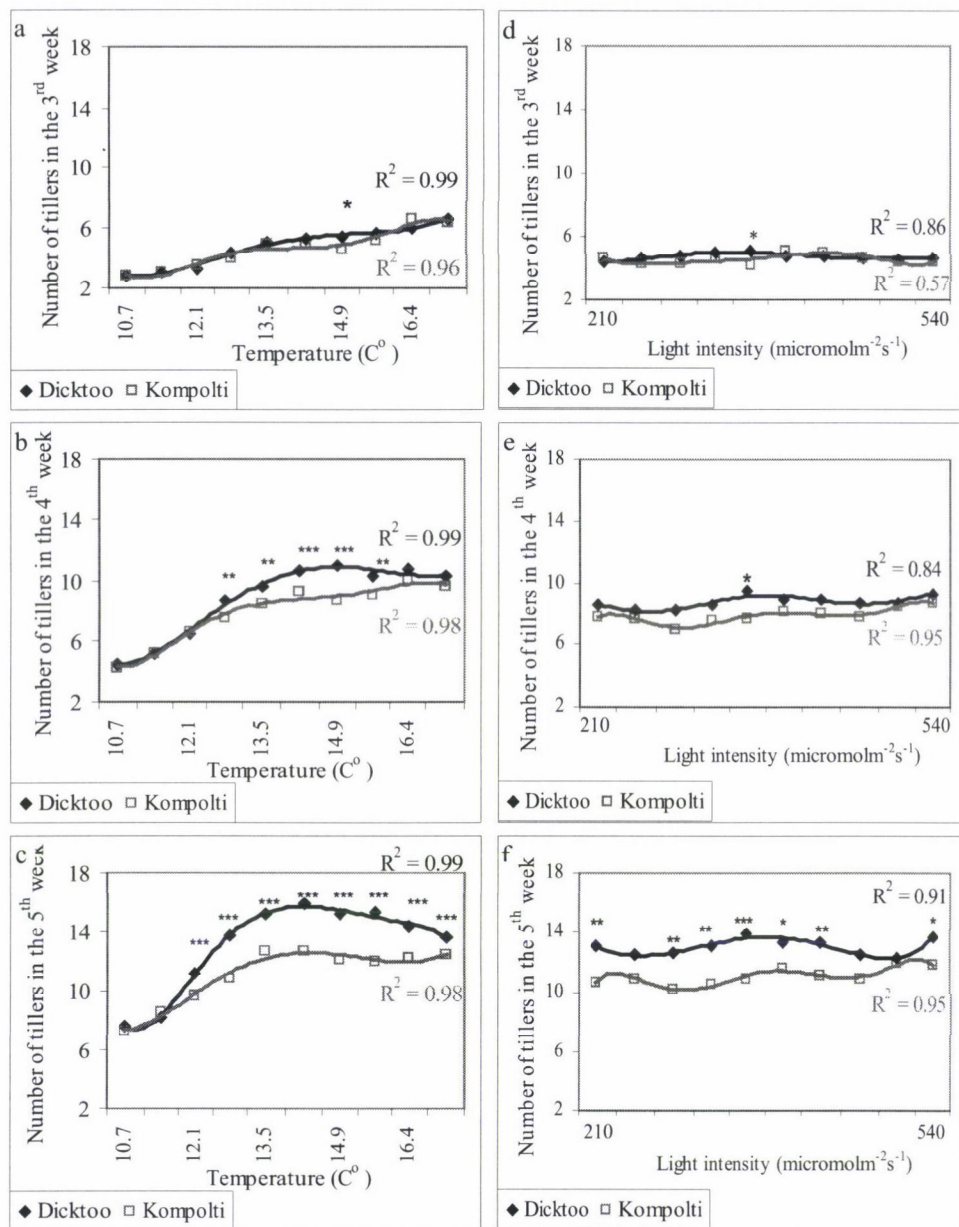 a
Number of tillers in the 3rd week
18
14
10
6
2
*
R² = 0.99
R² = 0.96
10.7
12.1
13.5
14.9
16.4
Temperature (C°)
◆ Dicktoo □ Kompolti
d
Number of tillers in the 3rd week
18
14
10
6
2
*
R² = 0.86
R² = 0.57
210
540
Light intensity (micromolm⁻²s⁻¹)
◆ Dicktoo □ Kompolti
b
Number of tillers in the 4th week
18
14
10
6
2
** ** *** *** **
R² = 0.99
R² = 0.98
10.7
12.1
13.5
14.9
16.4
Temperature (C°)
◆ Dicktoo □ Kompolti
e
Number of tillers in the 4th week
18
14
10
6
2
*
R² = 0.84
R² = 0.95
210
540
Light intensity (micromolm⁻²s⁻¹)
◆ Dicktoo □ Kompolti
c
Number of tillers in the 5th week
18
14
10
6
2
*** *** *** *** *** *** *** ***
R² = 0.99
R² = 0.98
10.7
12.1
13.5
14.9
16.4
Temperature (C°)
◆ Dicktoo □ Kompolti
f
Number of tillers in the 5th week
18
14
10
6
2
** ** ** *** * ** *
R² = 0.91
R² = 0.95
210
540
Light intensity (micromolm⁻²s⁻¹)
◆ Dicktoo □ Kompolti